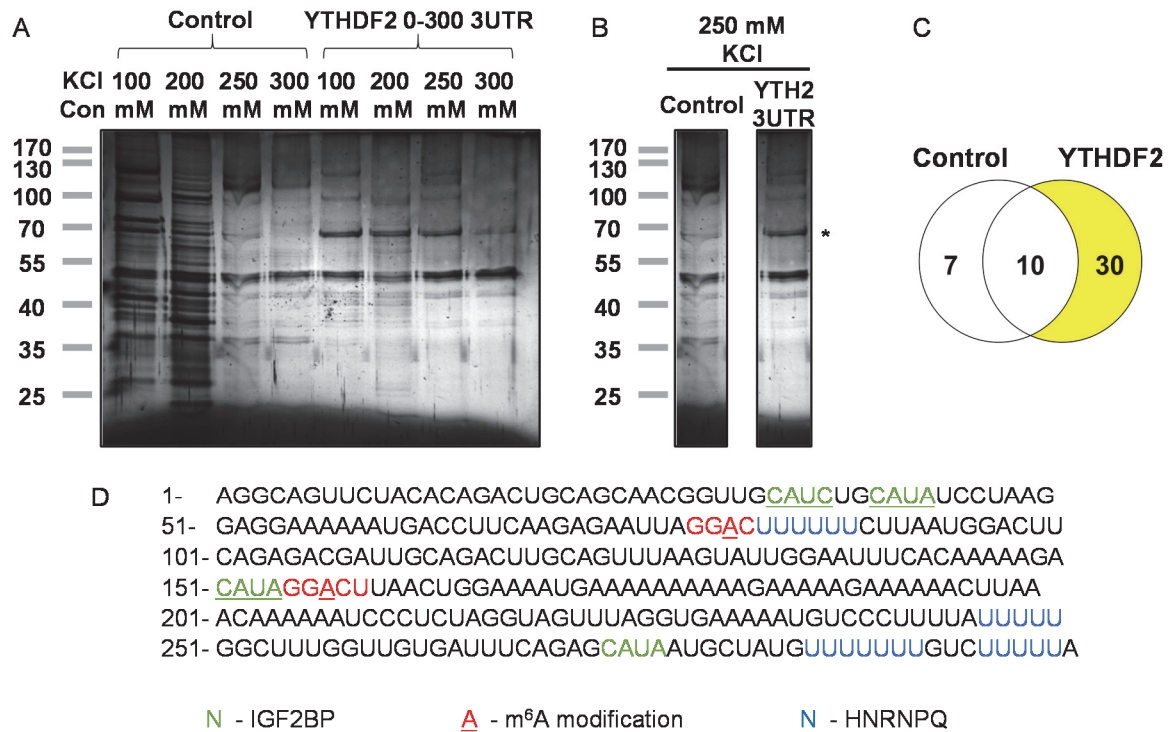 A
Control
YTHDF2 0-300 3UTR
KCl 100 200 250 300 100 200 250 300
Con mM mM mM mM mM mM mM mM
170
130
100
70
55
40
35
25
B
250 mM
KCl
Control
YTH2
3UTR
170
130
100
70
55
40
35
25
*
C
Control YTHDF2
7 10 30
D
1- AGGCAGUUCUACACAGACUGCAGCAACGGUUGCAUCUGCAUAUCCUAAG
51- GAGGAAAAAAUGACCUUCAAGAGAAUUAGGACUUUUUUCUUAAUGGACUU
101- CAGAGACGAUUGCAGACUUGCAGUUUAAGUAUUGGAAUUUCACAAAAAGA
151- CAUAGGACUUAACUGGAAAAUGAAAAAAAAAAGAAAAAGAAAAAACUUAA
201- ACAAAAAAUCCCUCUAGGUAGUUUAGGUGAAAAAUGUCCCUUUUAUUUUU
251- GGCUUUGGUUGUGAUUUCAGAGCAUAAUGCUAUGUUUUUUUGUCUUUUUA
N - IGF2BP
A - m⁶A modification
N - HNRNPQ